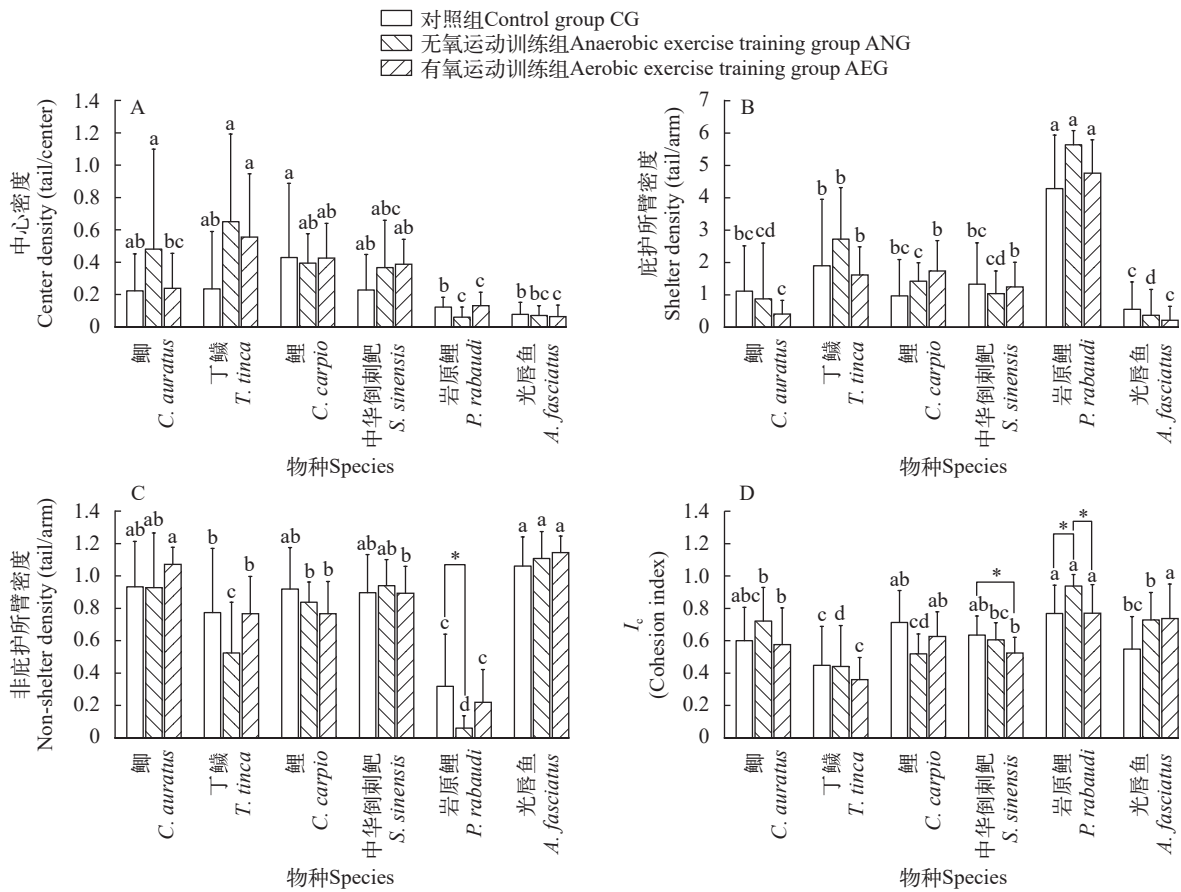 对照组Control group CG
无氧运动训练组Anaerobic exercise training group ANG
有氧运动训练组Aerobic exercise training group AEG
A
中心密度
Center density (tail/center)
1.4
1.2
1.0
0.8
0.6
0.4
0.2
0
ab a bc
ab a a
a ab ab
ab abc ab
b c c
ab bc c
鲫
C. auratus
丁鱥
T. tinca
鲤
C. carpio
中华倒刺鲃
S. sinensis
岩原鲤
P. rabaudi
光唇鱼
A. fasciatus
物种Species
B
庇护所臂密度
Shelter density (tail/arm)
7
6
5
4
3
2
1
0
bc cd c
b b b
bc c b
bc cd b
a a a
c d c
鲫
C. auratus
丁鱥
T. tinca
鲤
C. carpio
中华倒刺鲃
S. sinensis
岩原鲤
P. rabaudi
光唇鱼
A. fasciatus
物种Species
C
非庇护所臂密度
Non-shelter density (tail/arm)
1.4
1.2
1.0
0.8
0.6
0.4
0.2
0
ab ab a
b c b
ab b b
ab ab b
*
c d c
a a a
鲫
C. auratus
丁鱥
T. tinca
鲤
C. carpio
中华倒刺鲃
S. sinensis
岩原鲤
P. rabaudi
光唇鱼
A. fasciatus
物种Species
D
Ic
(Cohesion index)
1.4
1.2
1.0
0.8
0.6
0.4
0.2
0
abc b b
c d c
ab cd ab
*
ab bc b
* *
a a a
bc b a
鲫
C. auratus
丁鱥
T. tinca
鲤
C. carpio
中华倒刺鲃
S. sinensis
岩原鲤
P. rabaudi
光唇鱼
A. fasciatus
物种Species